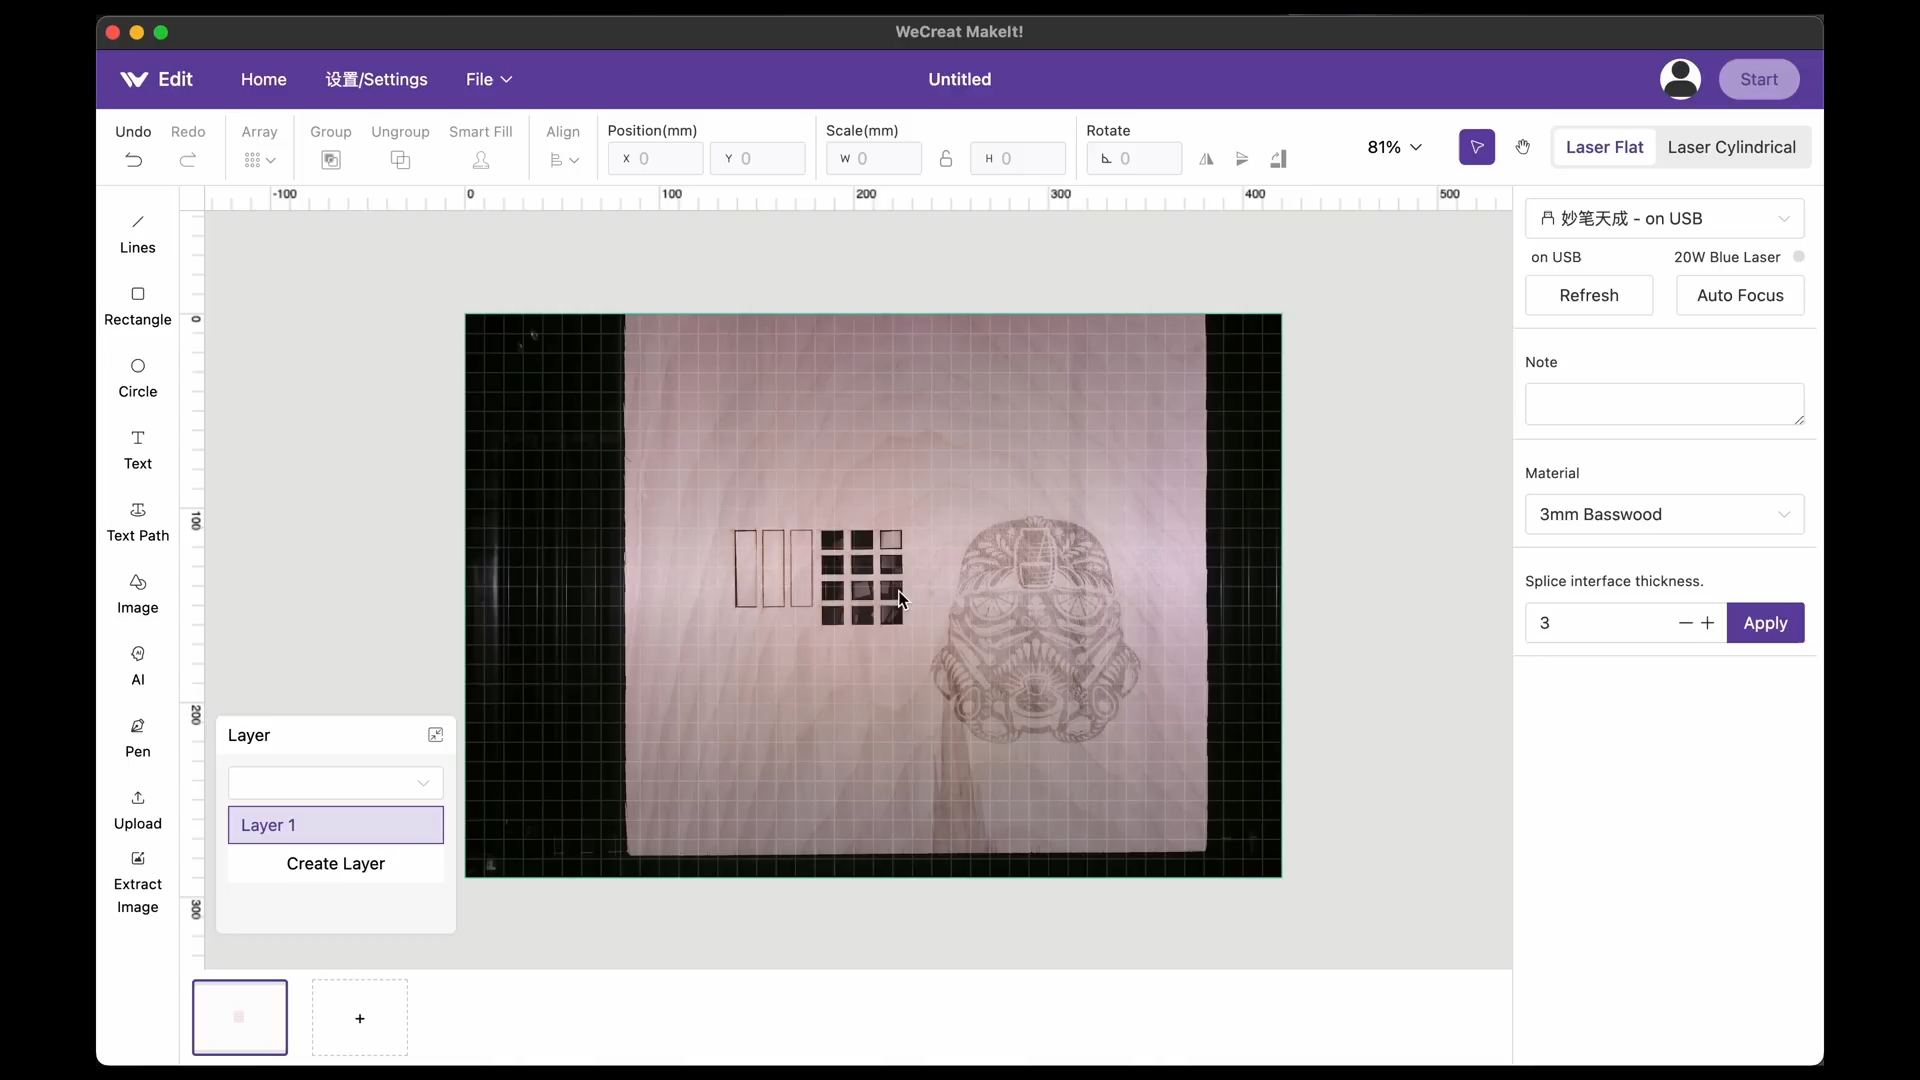 WeCreat MakeIt!
Edit
Home
设置/Settings
File
Untitled
Start
Undo
Redo
Array
Group
Ungroup
Smart Fill
Align
Position(mm)
X 0
Y 0
Scale(mm)
W 0
H 0
Rotate
0
81%
Laser Flat
Laser Cylindrical
-100
0
100
200
300
400
500
0
100
200
300
Lines
Rectangle
Circle
Text
Text Path
Image
AI
Pen
Upload
Extract
Image
Layer
Layer 1
Create Layer
+
妙笔天成 - on USB
on USB
20W Blue Laser
Refresh
Auto Focus
Note
Material
3mm Basswood
Splice interface thickness.
3
Apply